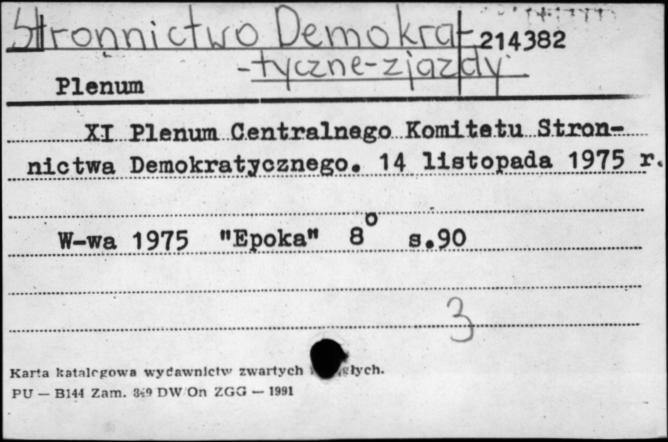 Stronnictwo Demokra- 214382
-tyczne-zjazdy
Plenum
XI Plenum Centralnego Komitetu Stron-
nictwa Demokratycznego. 14 listopada 1975 r.
W-wa 1975 "Epoka" 8° s.90
3
Karta katalogowa wydawnictw zwartych
PU — B144 Zam. DW/On ZGG — 1991